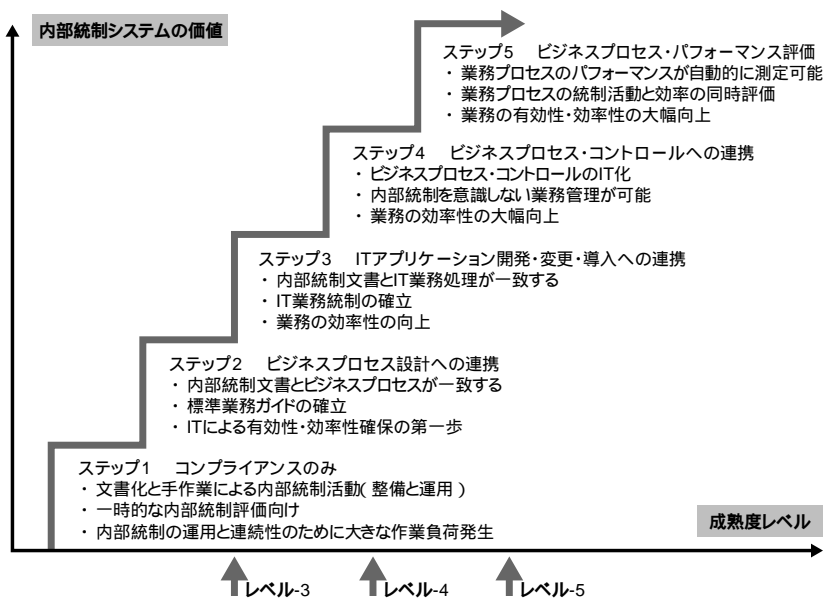 内部統制システムの価値
ステップ5 ビジネスプロセス・パフォーマンス評価
・ 業務プロセスのパフォーマンスが自動的に測定可能
・ 業務プロセスの統制活動と効率の同時評価
・ 業務の有効性・効率性の大幅向上
ステップ4 ビジネスプロセス・コントロールへの連携
・ ビジネスプロセス・コントロールのIT化
・ 内部統制を意識しない業務管理が可能
・ 業務の効率性の大幅向上
ステップ3 ITアプリケーション開発・変更・導入への連携
・ 内部統制文書とIT業務処理が一致する
・ IT業務統制の確立
・ 業務の効率性の向上
ステップ2 ビジネスプロセス設計への連携
・ 内部統制文書とビジネスプロセスが一致する
・ 標準業務ガイドの確立
・ ITによる有効性・効率性確保の第一歩
ステップ1 コンプライアンスのみ
・ 文書化と手作業による内部統制活動( 整備と運用 )
・ 一時的な内部統制評価向け
・ 内部統制の運用と連続性のために大きな作業負荷発生
成熟度レベル
レベル-3
レベル-4
レベル-5